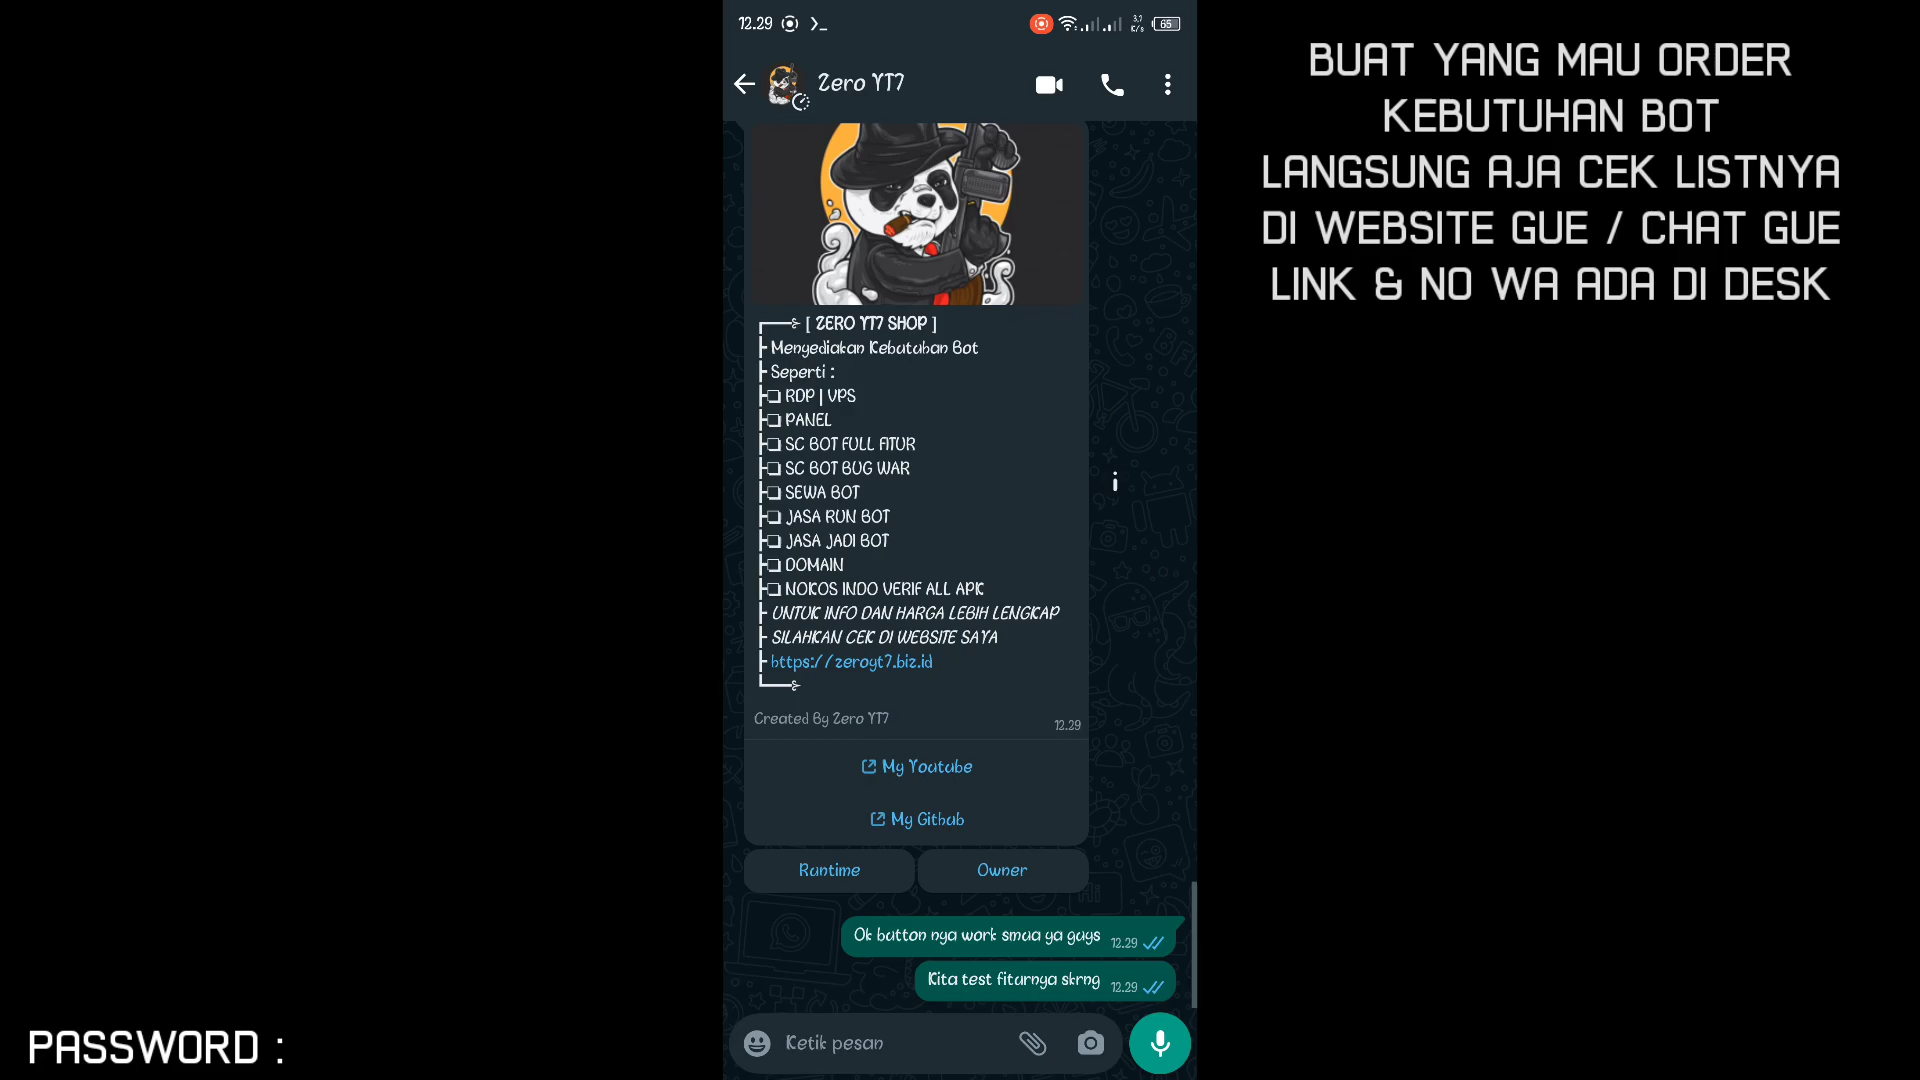 12.29
3,7
K/s
65
Zero YT7
[ ZERO YT7 SHOP ]
Menyediakan Kebutuhan Bot
Seperti :
❏ RDP | VPS
❏ PANEL
❏ SC BOT FULL FITUR
❏ SC BOT BUG WAR
❏ SEWA BOT
❏ JASA RUN BOT
❏ JASA JADI BOT
❏ DOMAIN
❏ NOKOS INDO VERIF ALL APK
UNTUK INFO DAN HARGA LEBIH LENGKAP
SILAHKAN CEK DI WEBSITE SAYA
https://zeroyt7.biz.id
Created By Zero YT7
12.29
My Youtube
My Github
Runtime
Owner
Ok button nya work smua ya guys 12.29
Kita test fiturnya skrng 12.29
Ketik pesan
BUAT YANG MAU ORDER
KEBUTUHAN BOT
LANGSUNG AJA CEK LISTNYA
DI WEBSITE GUE / CHAT GUE
LINK & NO WA ADA DI DESK
PASSWORD :